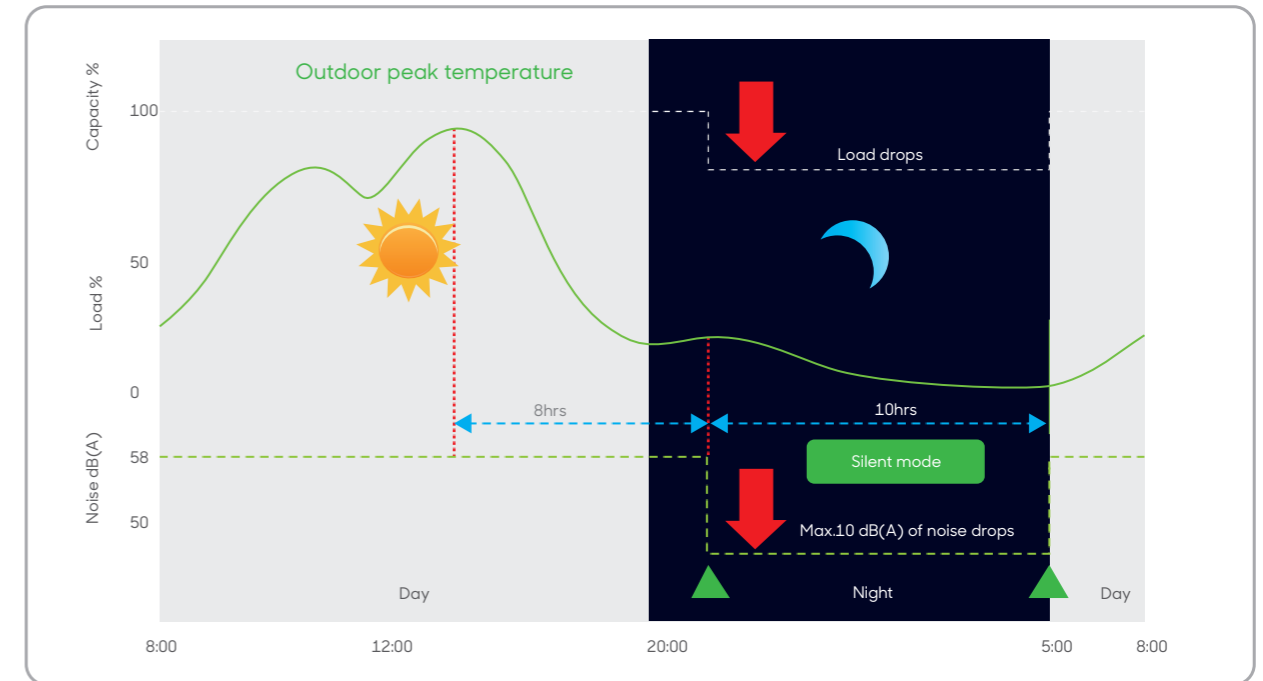 Outdoor peak temperature
Capacity %
100
Load drops
50
Load %
0
8hrs
10hrs
58
Silent mode
Noise dB(A)
50
Max.10 dB(A) of noise drops
Day
Night
Day
8:00
12:00
20:00
5:00
8:00